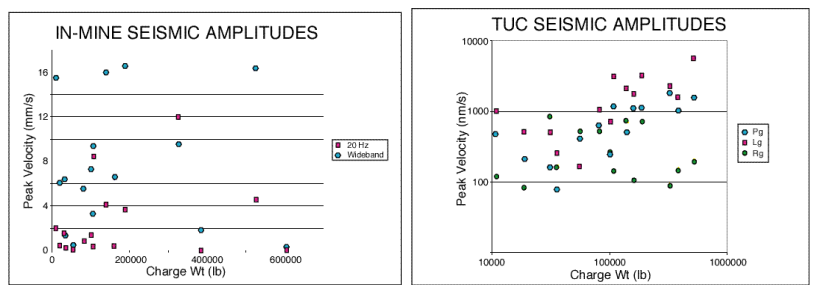 IN-MINE SEISMIC AMPLITUDES
Peak Velocity (mm/s)
16
12
8
4
0
0
200000
400000
600000
Charge Wt (lb)
20 Hz
Wideband
TUC SEISMIC AMPLITUDES
Peak Velocity (nm/s)
10000
1000
100
10000
100000
1000000
Charge Wt (lb)
Pg
Lg
Rg